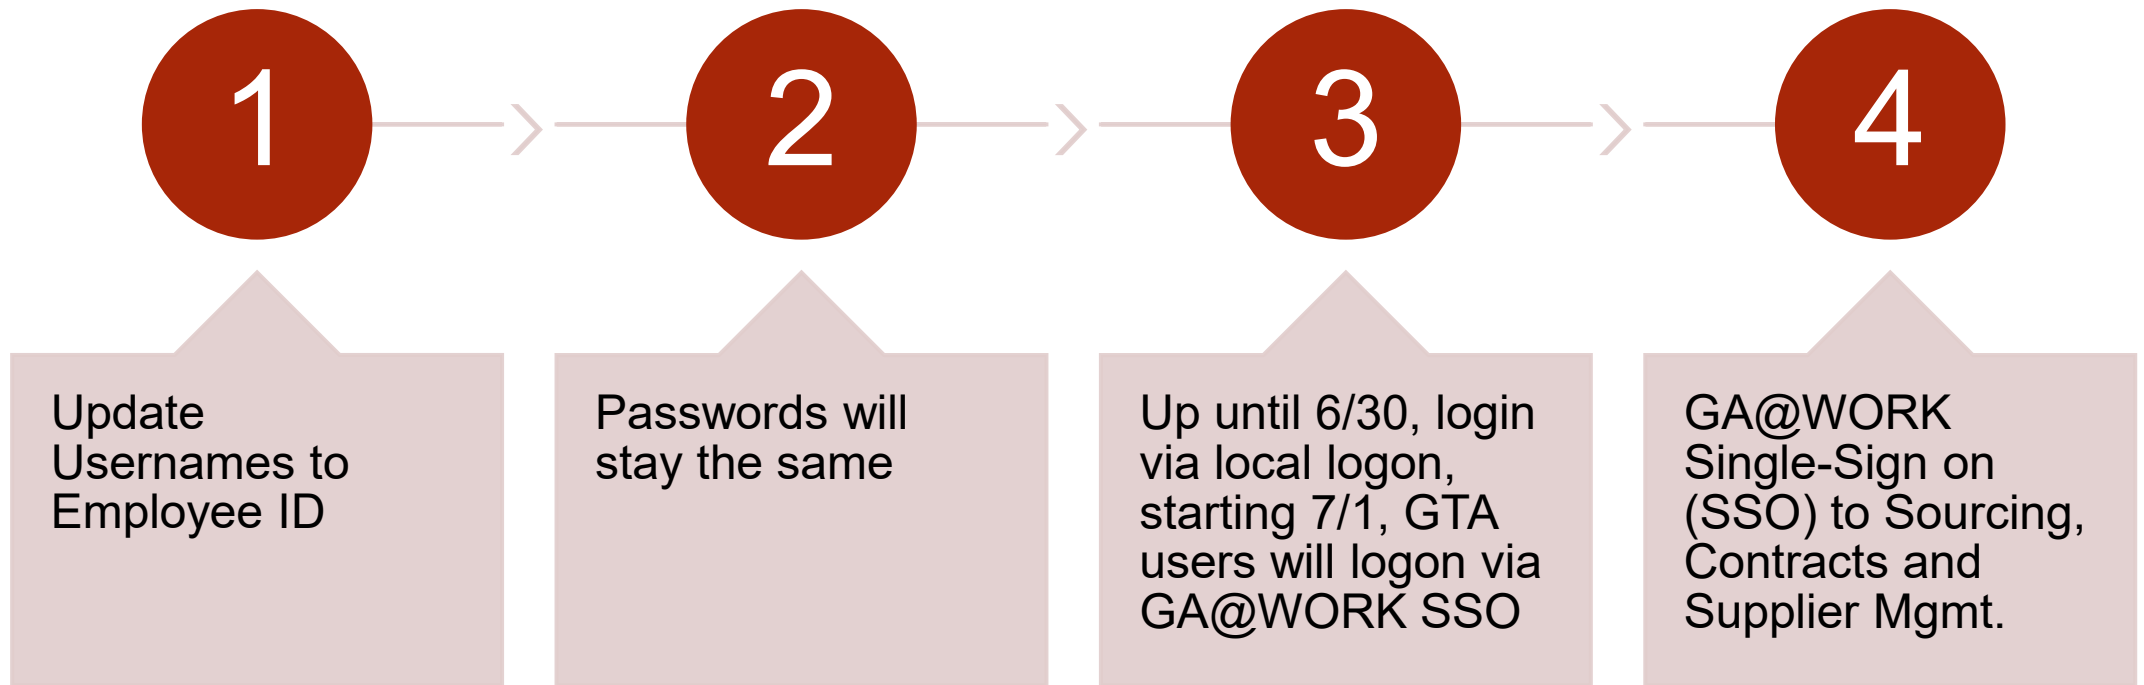 1
2
3
4
Update
Usernames to
Employee ID
Passwords will
stay the same
Up until 6/30, login
via local logon,
starting 7/1, GTA
users will logon via
GA@WORK SSO
GA@WORK
Single-Sign on
(SSO) to Sourcing,
Contracts and
Supplier Mgmt.